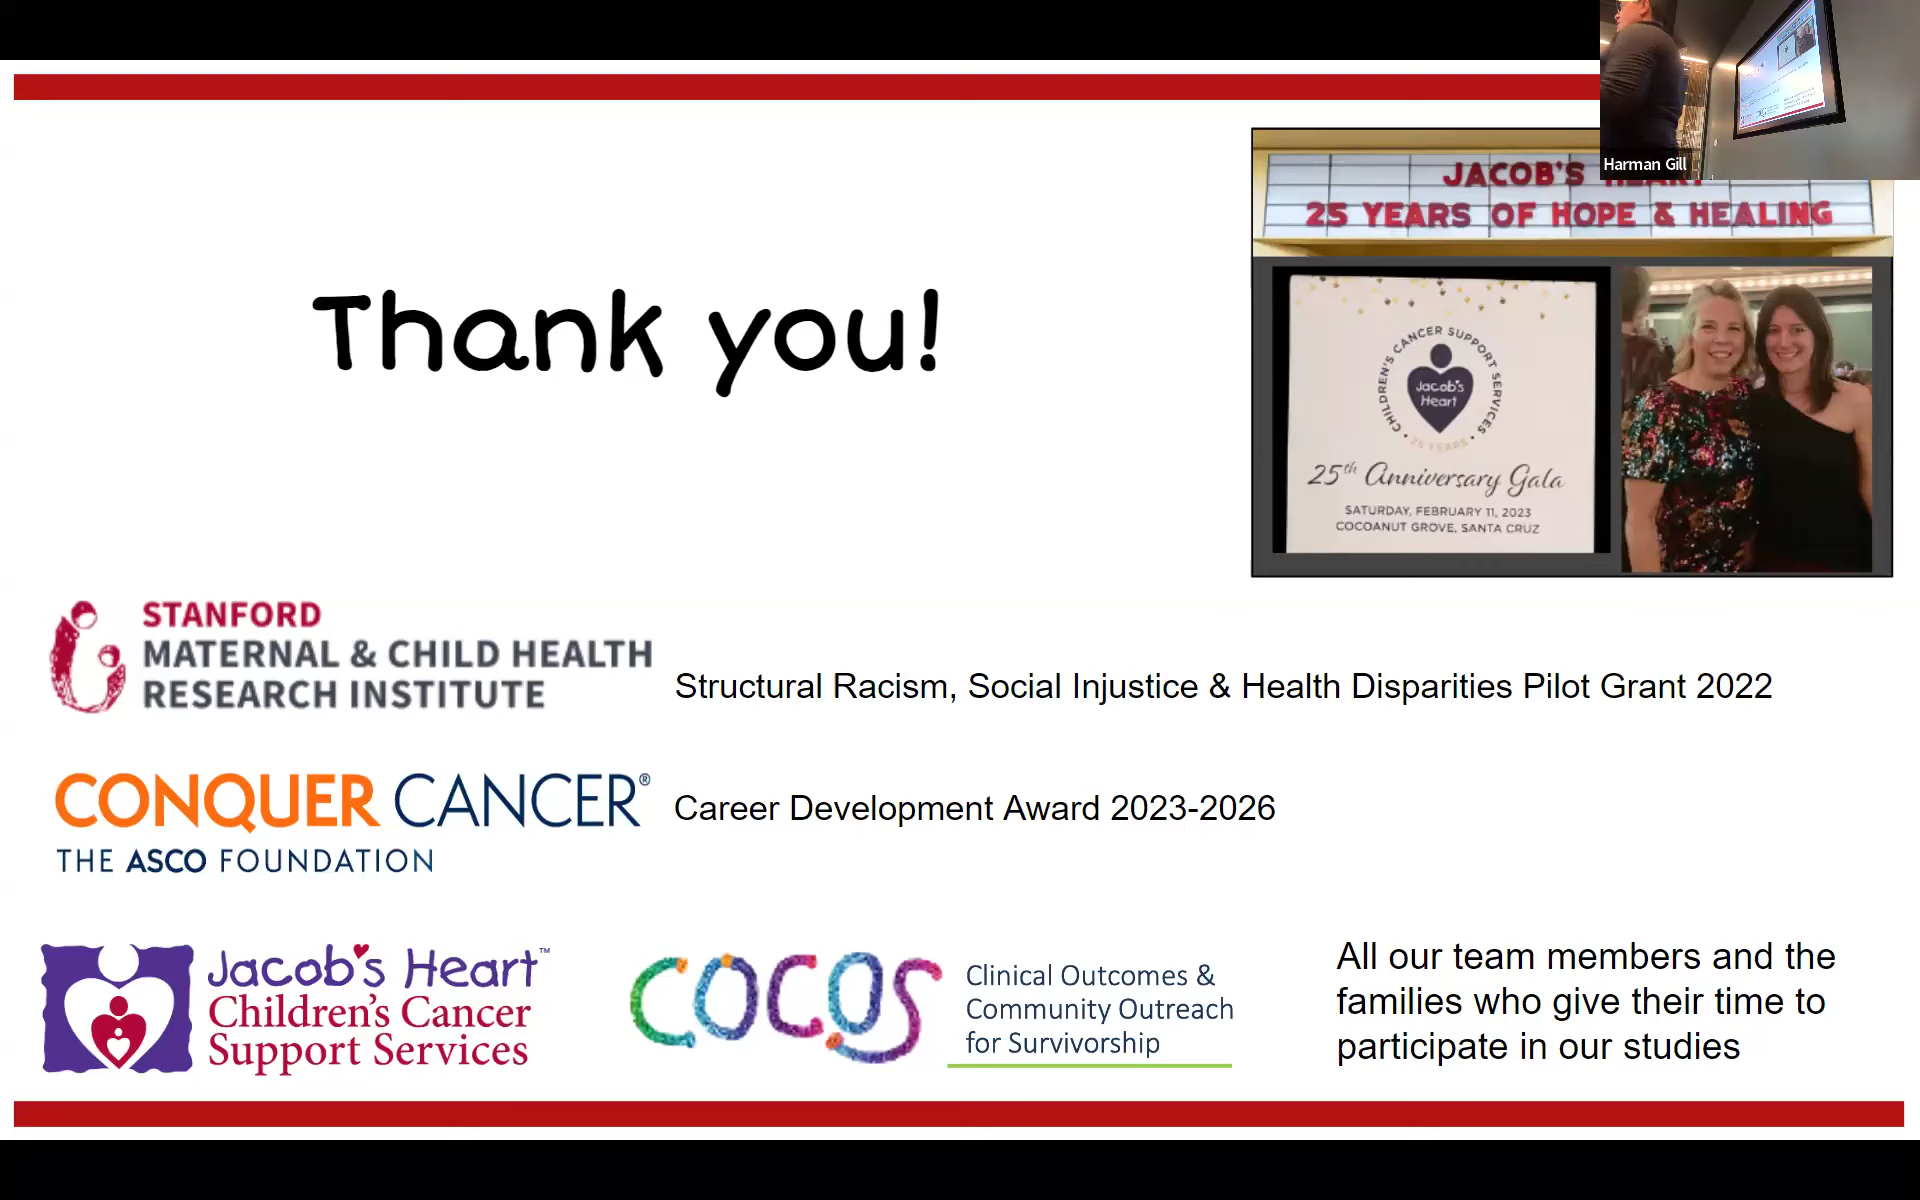 Harman Gill
JACOB'S HEART
25 YEARS OF HOPE & HEALING
Thank you!
CHILDREN'S CANCER SUPPORT SERVICES
Jacob's
Heart
25 YEARS
25th Anniversary Gala
SATURDAY, FEBRUARY 11, 2023
COCOANUT GROVE, SANTA CRUZ
STANFORD
MATERNAL & CHILD HEALTH
RESEARCH INSTITUTE
Structural Racism, Social Injustice & Health Disparities Pilot Grant 2022
CONQUER CANCER®
THE ASCO FOUNDATION
Career Development Award 2023-2026
Jacob's Heart™
Children's Cancer
Support Services
COCOS
Clinical Outcomes &
Community Outreach
for Survivorship
All our team members and the
families who give their time to
participate in our studies